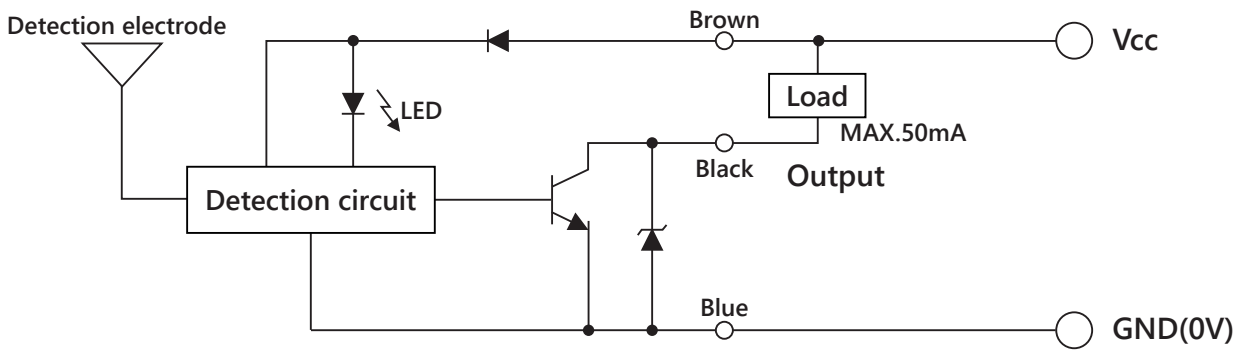 Detection electrode
Brown
Vcc
LED
Load
MAX.50mA
Black
Output
Detection circuit
Blue
GND(0V)